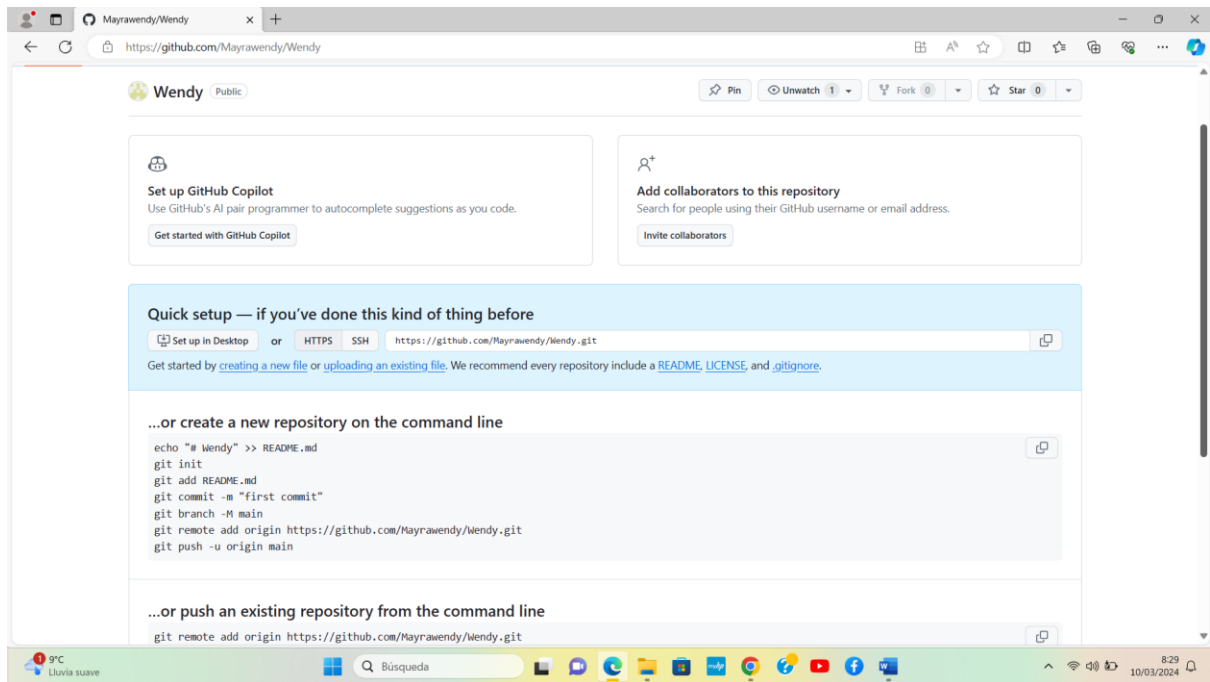 Mayrawendy/Wendy
https://github.com/Mayrawendy/Wendy
Wendy Public
Pin
Unwatch 1
Fork 0
Star 0
Set up GitHub Copilot
Use GitHub's AI pair programmer to autocomplete suggestions as you code.
Get started with GitHub Copilot
Add collaborators to this repository
Search for people using their GitHub username or email address.
Invite collaborators
Quick setup — if you've done this kind of thing before
Set up in Desktop or HTTPS SSH https://github.com/Mayrawendy/Wendy.git
Get started by creating a new file or uploading an existing file. We recommend every repository include a README, LICENSE, and .gitignore.
...or create a new repository on the command line
echo "# Wendy" >> README.md
git init
git add README.md
git commit -m "first commit"
git branch -M main
git remote add origin https://github.com/Mayrawendy/Wendy.git
git push -u origin main
...or push an existing repository from the command line
git remote add origin https://github.com/Mayrawendy/Wendy.git
1
9°C
Lluvia suave
Búsqueda
8:29
10/03/2024